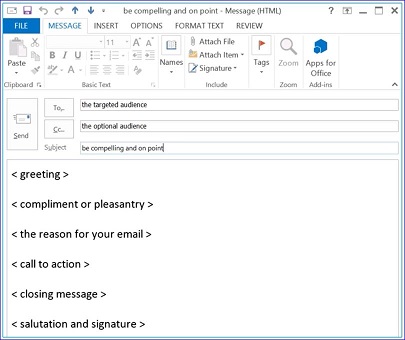 be compelling and on point - Message (HTML)
FILE MESSAGE INSERT OPTIONS FORMAT TEXT REVIEW
Paste
Clipboard
11
B I U
A
Basic Text
Names
Attach File
Attach Item
Signature
Include
Tags
Zoom
Zoom
Apps for
Office
Add-ins
Send
To...
the targeted audience
Cc...
the optional audience
Subject
be compelling and on point
< greeting >
< compliment or pleasantry >
< the reason for your email >
< call to action >
< closing message >
< salutation and signature >